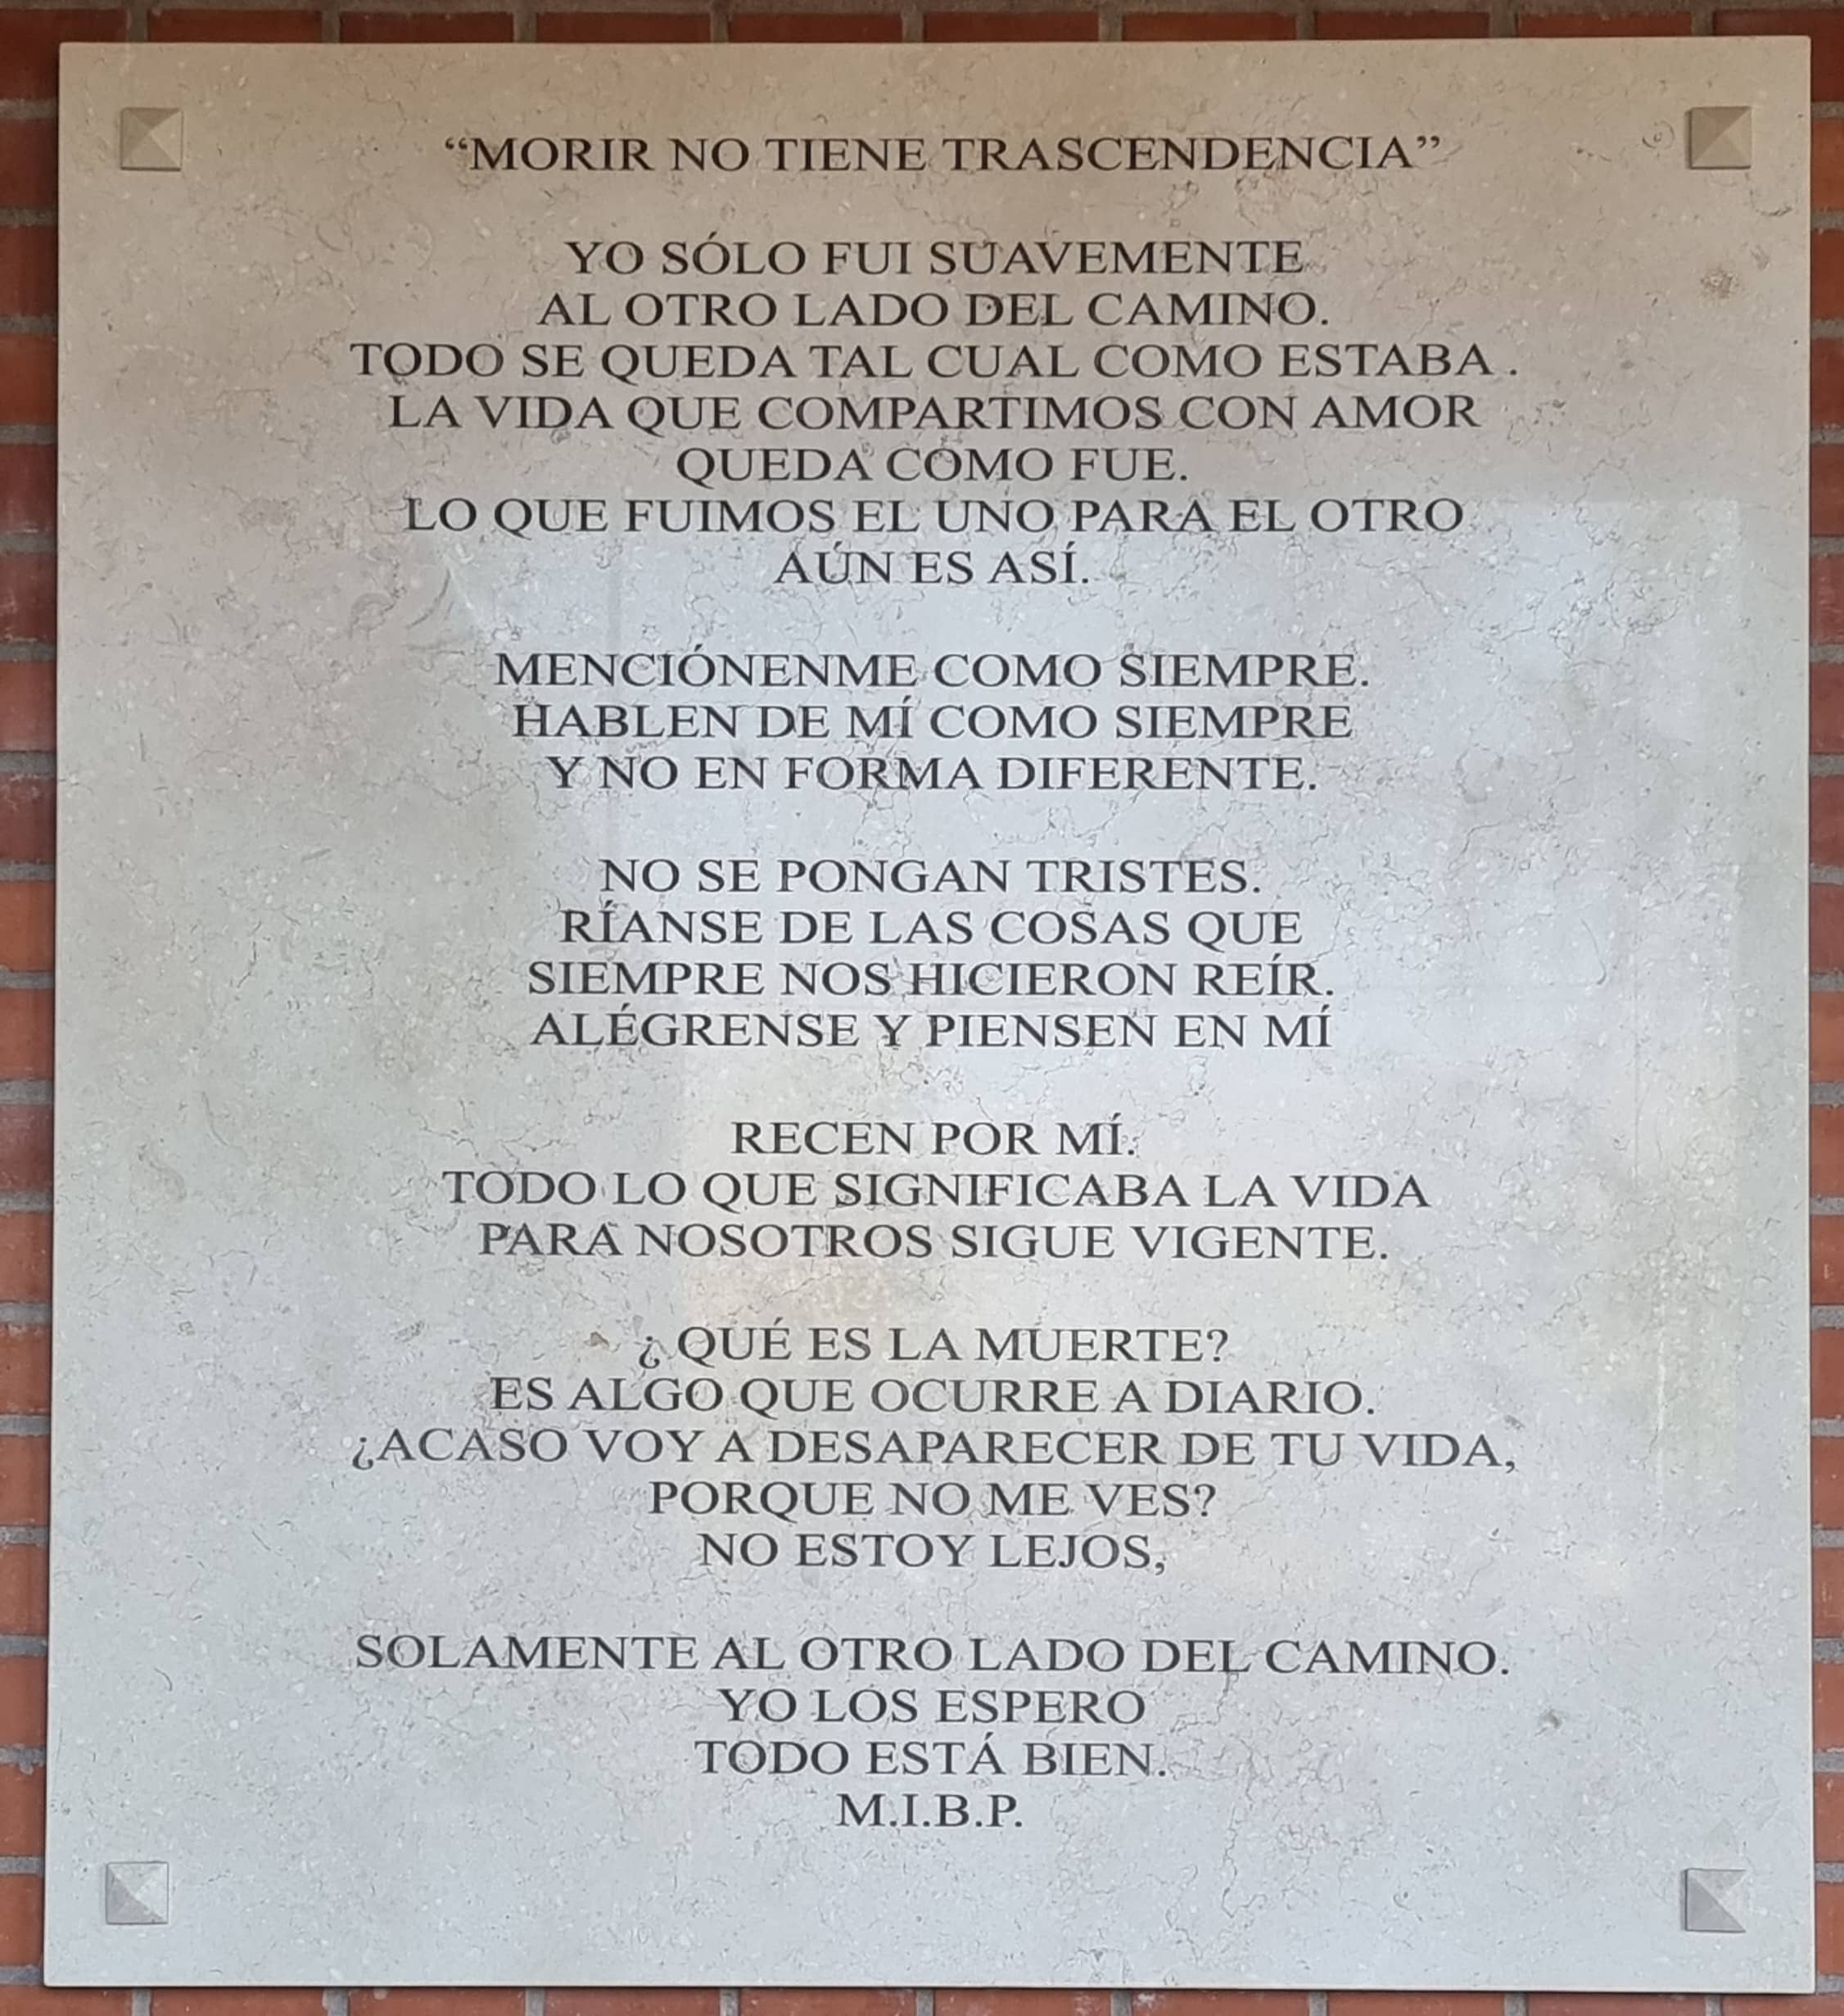 “MORIR NO TIENE TRASCENDENCIA”
YO SÓLO FUI SUAVEMENTE
AL OTRO LADO DEL CAMINO.
TODO SE QUEDA TAL CUAL COMO ESTABA .
LA VIDA QUE COMPARTIMOS CON AMOR
QUEDA COMO FUE.
LO QUE FUIMOS EL UNO PARA EL OTRO
AÚN ES ASÍ.
MENCIÓNENME COMO SIEMPRE.
HABLEN DE MÍ COMO SIEMPRE
Y NO EN FORMA DIFERENTE.
NO SE PONGAN TRISTES.
RÍANSE DE LAS COSAS QUE
SIEMPRE NOS HICIERON REÍR.
ALÉGRENSE Y PIENSEN EN MÍ
RECEN POR MÍ.
TODO LO QUE SIGNIFICABA LA VIDA
PARA NOSOTROS SIGUE VIGENTE.
¿ QUÉ ES LA MUERTE?
ES ALGO QUE OCURRE A DIARIO.
¿ACASO VOY A DESAPARECER DE TU VIDA,
PORQUE NO ME VES?
NO ESTOY LEJOS,
SOLAMENTE AL OTRO LADO DEL CAMINO.
YO LOS ESPERO
TODO ESTÁ BIEN.
M.I.B.P.